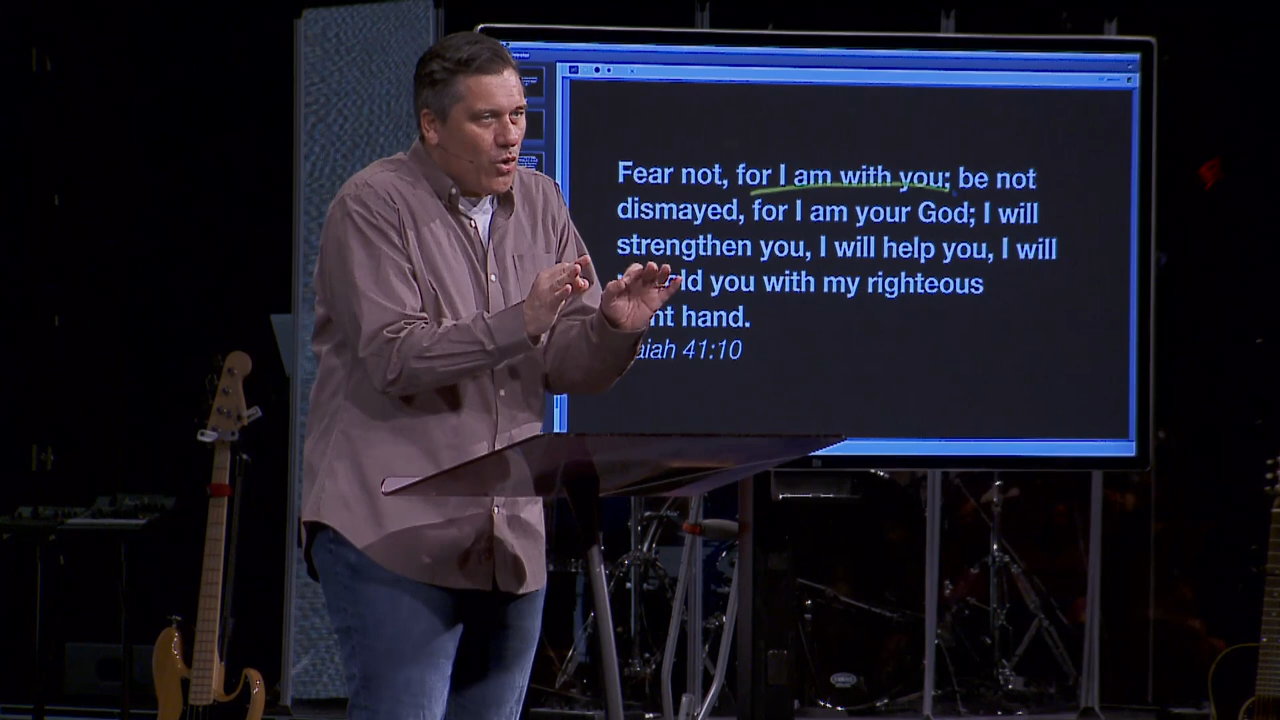 Fear not, for I am with you; be not
dismayed, for I am your God; I will
strengthen you, I will help you, I will
you with my righteous
hand.
41:10